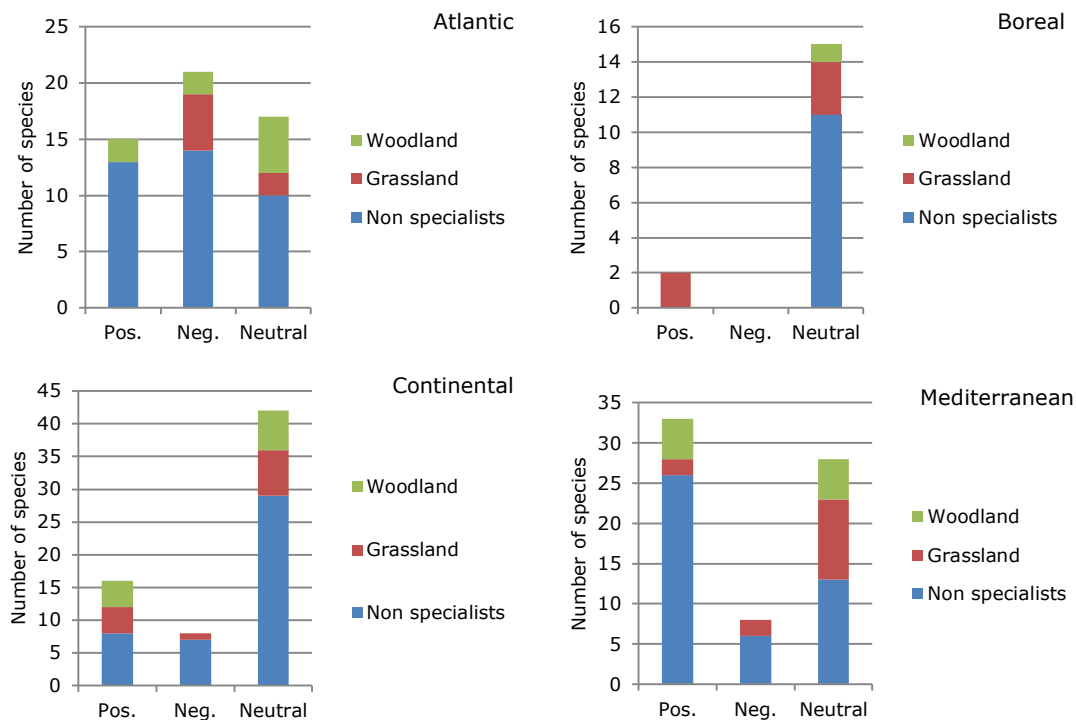 Atlantic
Number of species
25
20
15
10
5
0
Pos. Neg. Neutral
Woodland
Grassland
Non specialists
Boreal
Number of species
16
14
12
10
8
6
4
2
0
Pos. Neg. Neutral
Woodland
Grassland
Non specialists
Continental
Number of species
45
40
35
30
25
20
15
10
5
0
Pos. Neg. Neutral
Woodland
Grassland
Non specialists
Mediterranean
Number of species
35
30
25
20
15
10
5
0
Pos. Neg. Neutral
Woodland
Grassland
Non specialists